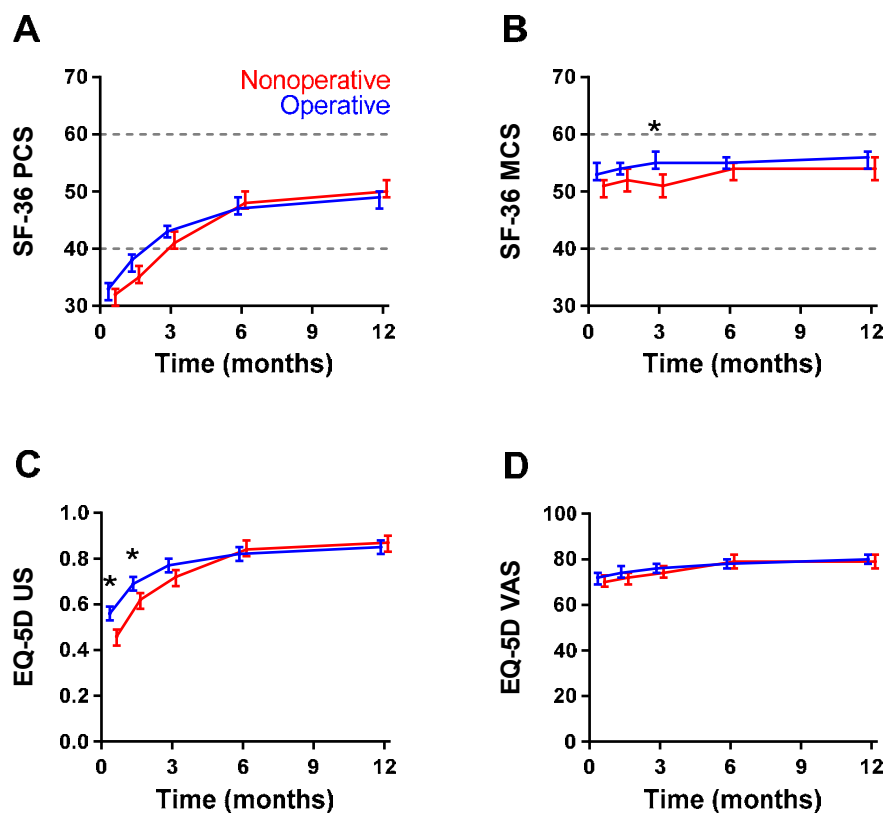 A
SF-36 PCS
70
60
50
40
30
Nonoperative
Operative
0 3 6 9 12
Time (months)
B
SF-36 MCS
70
60
50
40
30
*
0 3 6 9 12
Time (months)
C
EQ-5D US
1.0
0.8
0.6
0.4
0.2
0.0
*
*
0 3 6 9 12
Time (months)
D
EQ-5D VAS
100
80
60
40
20
0
0 3 6 9 12
Time (months)